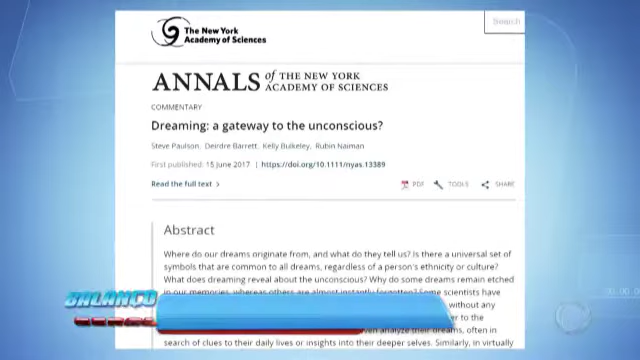 The New York
Academy of Sciences
Search
ANNALS of THE NEW YORK
ACADEMY OF SCIENCES
COMMENTARY
Dreaming: a gateway to the unconscious?
Steve Paulson, Deirdre Barrett, Kelly Bulkeley, Rubin Naiman
First published: 15 June 2017 | https://doi.org/10.1111/nyas.13389
Read the full text >
PDF TOOLS SHARE
Abstract
Where do our dreams originate from, and what do they tell us? Is there a universal set of
symbols that are common to all dreams, regardless of a person's ethnicity or culture?
What does dreaming reveal about the unconscious? Why do some dreams remain etched
in our memories, whereas others are almost instantly forgotten? Some scientists have
without any
er to the
even analyze their dreams, often in
search of clues to their daily lives or insights into their deeper selves. Similarly, in virtually
BALANÇO